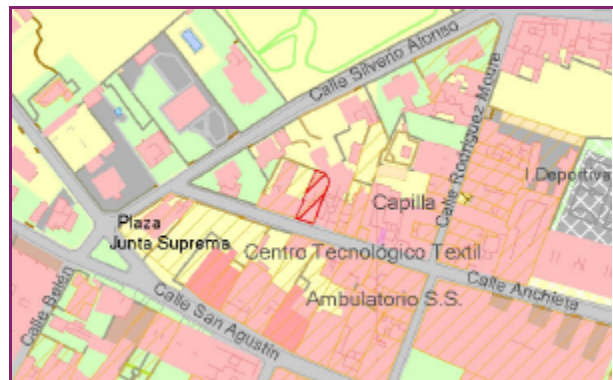 Calle Silverio Alonso
Calle Rodríguez Moure
I.Deportiva
Capilla
Plaza
Junta Suprema
Centro Tecnológico Textil
Calle Anchieta
Ambulatorio S.S.
Calle San Agustín
Calle Belén